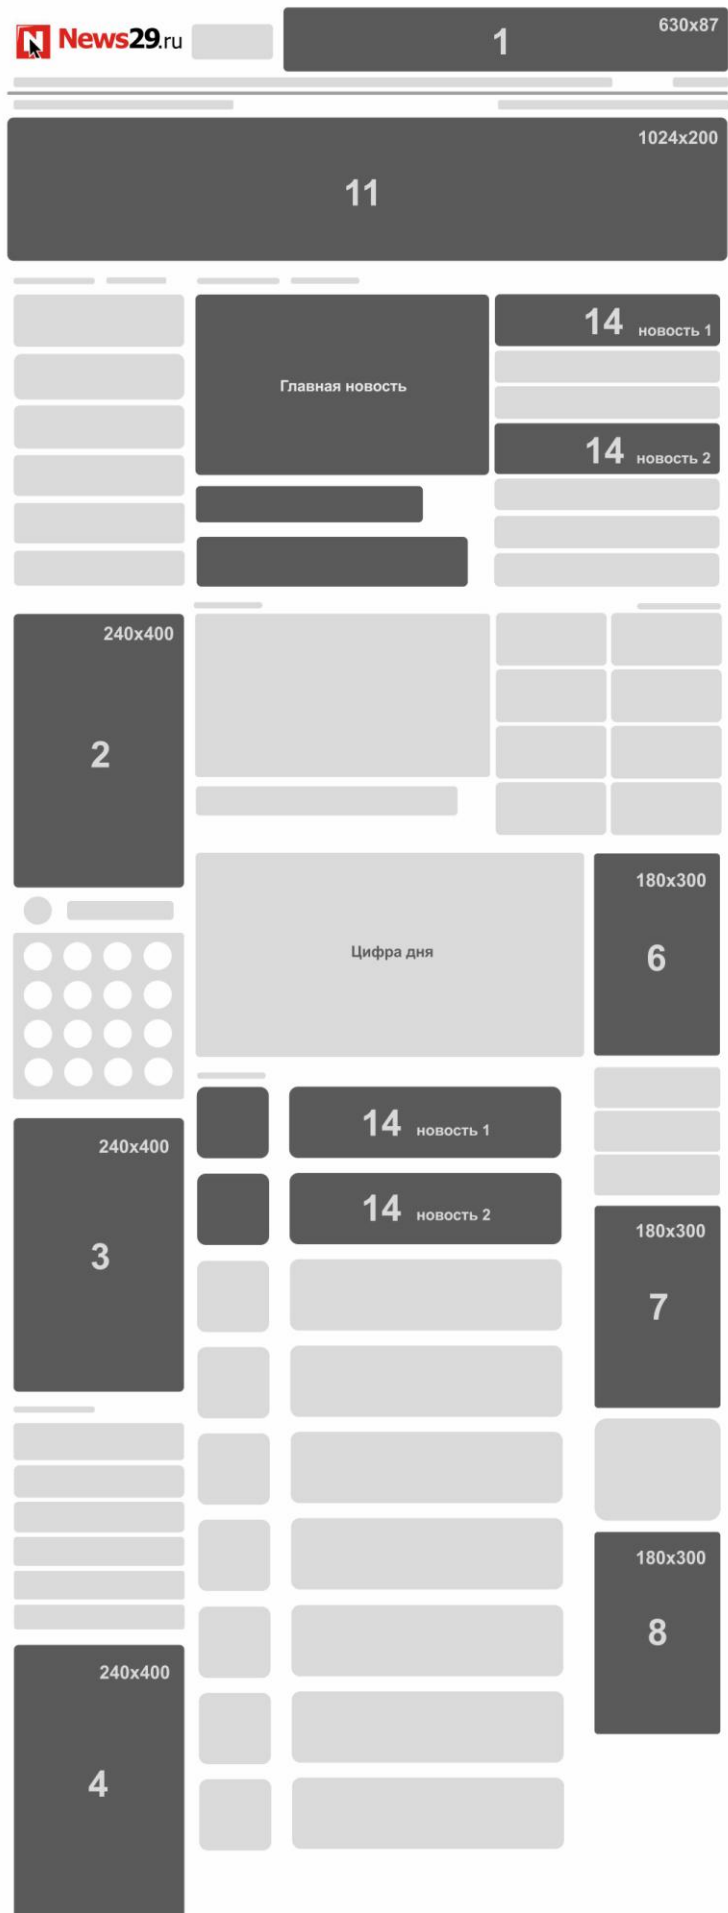 News29.ru
630x87
1
1024x200
11
14 новость 1
Главная новость
14 новость 2
240x400
2
180x300
6
Цифра дня
14 новость 1
240x400
3
14 новость 2
180x300
7
180x300
8
240x400
4